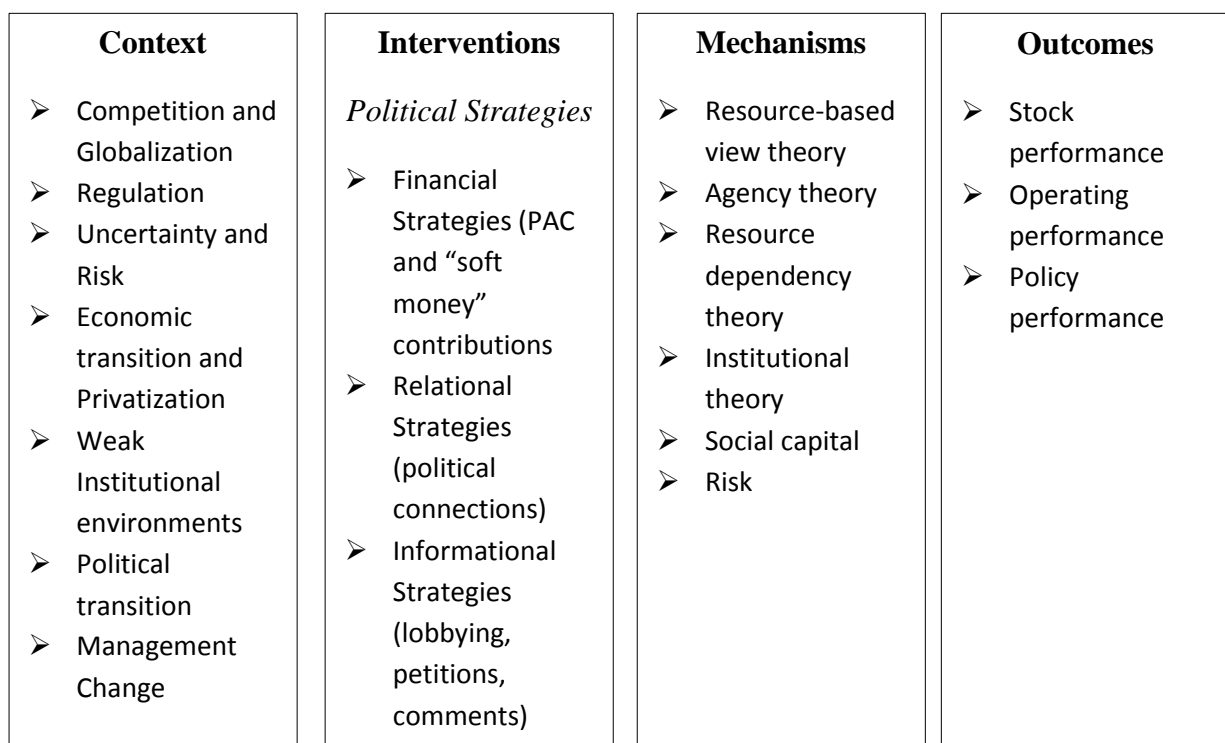 Context
➢ Competition and
Globalization
➢ Regulation
➢ Uncertainty and
Risk
➢ Economic
transition and
Privatization
➢ Weak
Institutional
environments
➢ Political
transition
➢ Management
Change
Interventions
Political Strategies
➢ Financial
Strategies (PAC
and “soft
money”
contributions
➢ Relational
Strategies
(political
connections)
➢ Informational
Strategies
(lobbying,
petitions,
comments)
Mechanisms
➢ Resource-based
view theory
➢ Agency theory
➢ Resource
dependency
theory
➢ Institutional
theory
➢ Social capital
➢ Risk
Outcomes
➢ Stock
performance
➢ Operating
performance
➢ Policy
performance